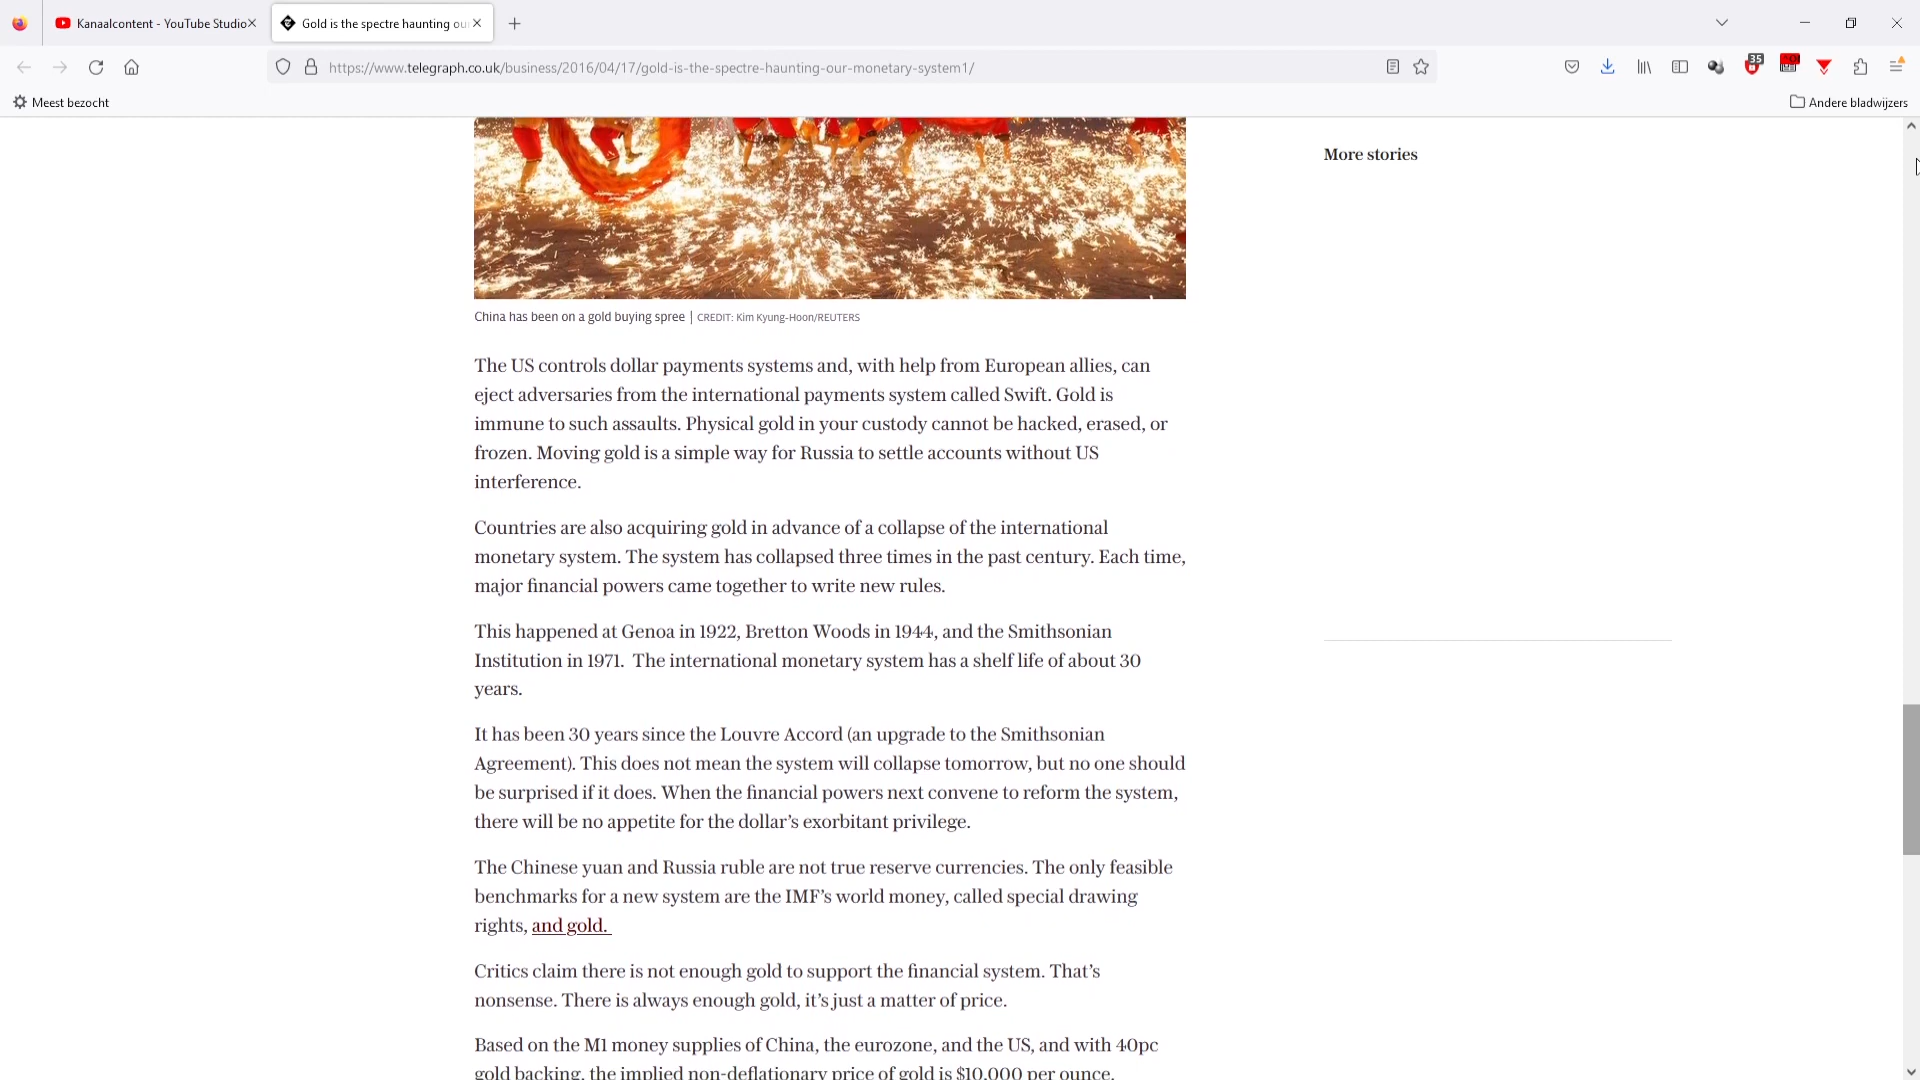 Kanaalcontent - YouTube Studio
Gold is the spectre haunting ou
https://www.telegraph.co.uk/business/2016/04/17/gold-is-the-spectre-haunting-our-monetary-system1/
35
Meest bezocht
Andere bladwijzers
More stories
China has been on a gold buying spree | CREDIT: Kim Kyung-Hoon/REUTERS
The US controls dollar payments systems and, with help from European allies, can
eject adversaries from the international payments system called Swift. Gold is
immune to such assaults. Physical gold in your custody cannot be hacked, erased, or
frozen. Moving gold is a simple way for Russia to settle accounts without US
interference.
Countries are also acquiring gold in advance of a collapse of the international
monetary system. The system has collapsed three times in the past century. Each time,
major financial powers came together to write new rules.
This happened at Genoa in 1922, Bretton Woods in 1944, and the Smithsonian
Institution in 1971. The international monetary system has a shelf life of about 30
years.
It has been 30 years since the Louvre Accord (an upgrade to the Smithsonian
Agreement). This does not mean the system will collapse tomorrow, but no one should
be surprised if it does. When the financial powers next convene to reform the system,
there will be no appetite for the dollar’s exorbitant privilege.
The Chinese yuan and Russia ruble are not true reserve currencies. The only feasible
benchmarks for a new system are the IMF’s world money, called special drawing
rights, and gold.
Critics claim there is not enough gold to support the financial system. That’s
nonsense. There is always enough gold, it’s just a matter of price.
Based on the M1 money supplies of China, the eurozone, and the US, and with 40pc
gold backing, the implied non-deflationary price of gold is $10,000 per ounce.